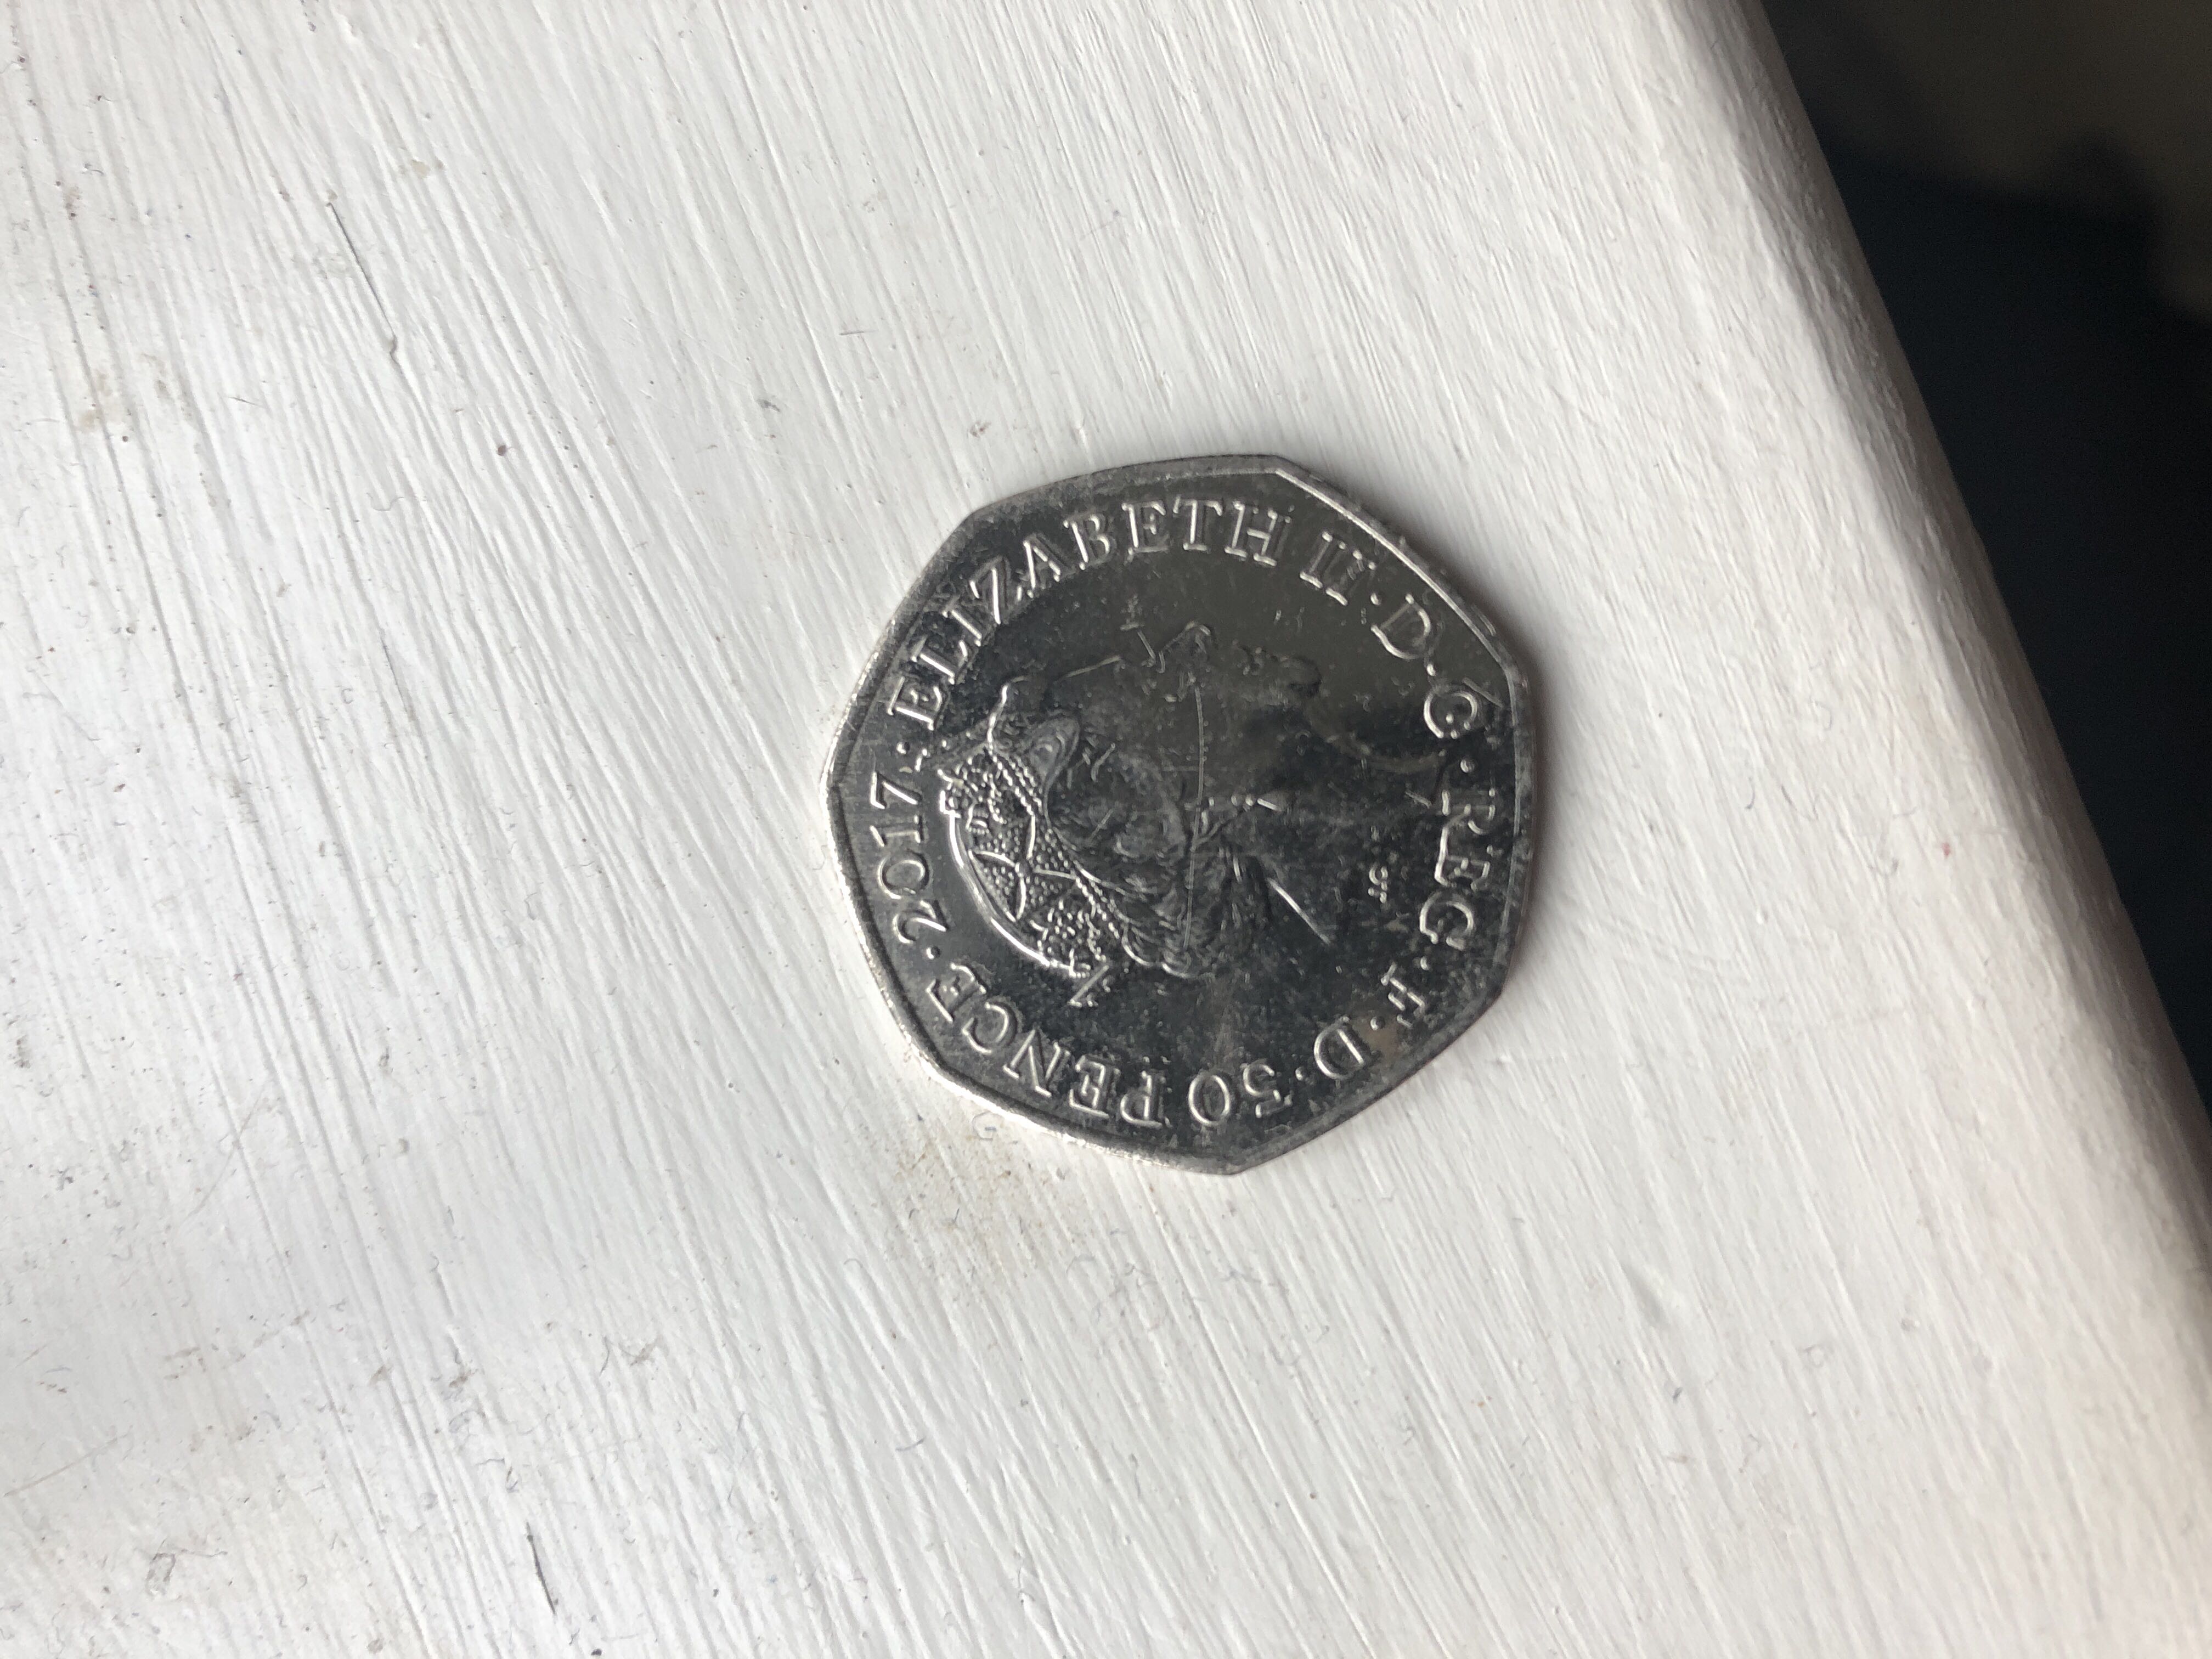 ELIZABETH II · D · G · REG · F · D · 50 PENCE · 2017 ·